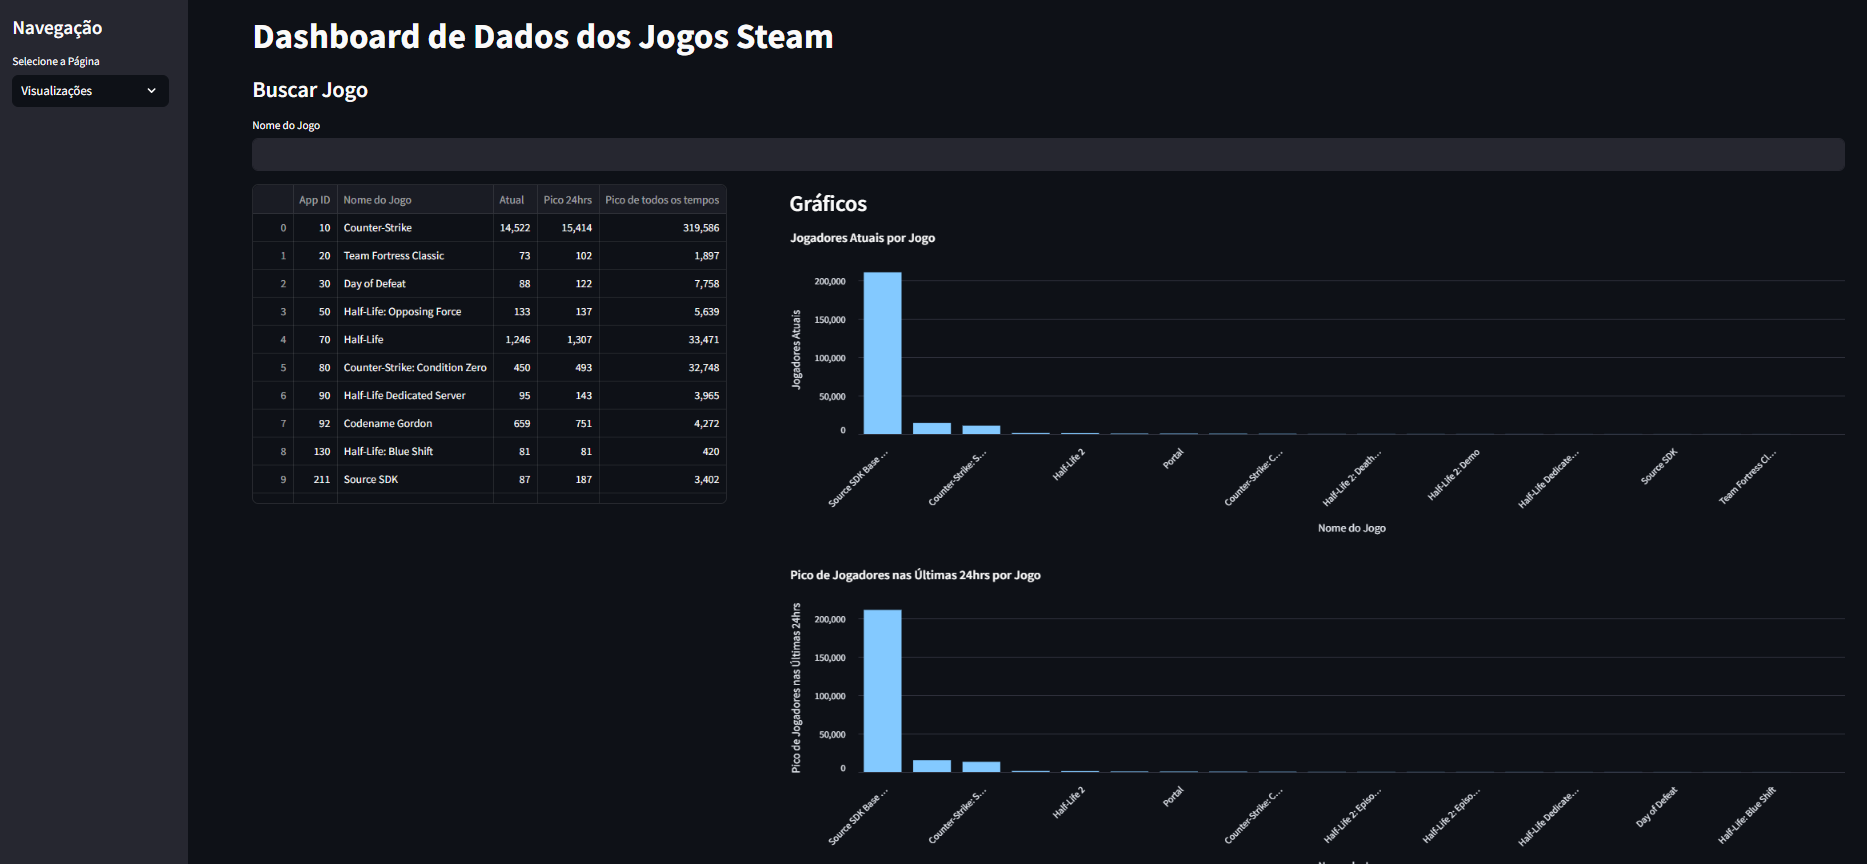 Navegação
Selecione a Página
Visualizações
Dashboard de Dados dos Jogos Steam
Buscar Jogo
Nome do Jogo
App ID Nome do Jogo Atual Pico 24hrs Pico de todos os tempos
0 10 Counter-Strike 14,522 15,414 319,586
1 20 Team Fortress Classic 73 102 1,897
2 30 Day of Defeat 88 122 7,758
3 50 Half-Life: Opposing Force 133 137 5,639
4 70 Half-Life 1,246 1,307 33,471
5 80 Counter-Strike: Condition Zero 450 493 32,748
6 90 Half-Life Dedicated Server 95 143 3,965
7 92 Codename Gordon 659 751 4,272
8 130 Half-Life: Blue Shift 81 81 420
9 211 Source SDK 87 187 3,402
Gráficos
Jogadores Atuais por Jogo
Jogadores Atuais
200,000
150,000
100,000
50,000
0
Source SDK Base …
Counter-Strike: S…
Half-Life 2
Portal
Counter-Strike: C…
Half-Life 2: Death…
Half-Life 2: Demo
Half-Life Dedicate…
Source SDK
Team Fortress Cl…
Nome do Jogo
Pico de Jogadores nas Últimas 24hrs por Jogo
Pico de Jogadores nas Últimas 24hrs
200,000
150,000
100,000
50,000
0
Source SDK Base …
Counter-Strike: S…
Half-Life 2
Portal
Counter-Strike: C…
Half-Life 2: Episo…
Half-Life 2: Episo…
Half-Life Dedicate…
Day of Defeat
Half-Life: Blue Shift